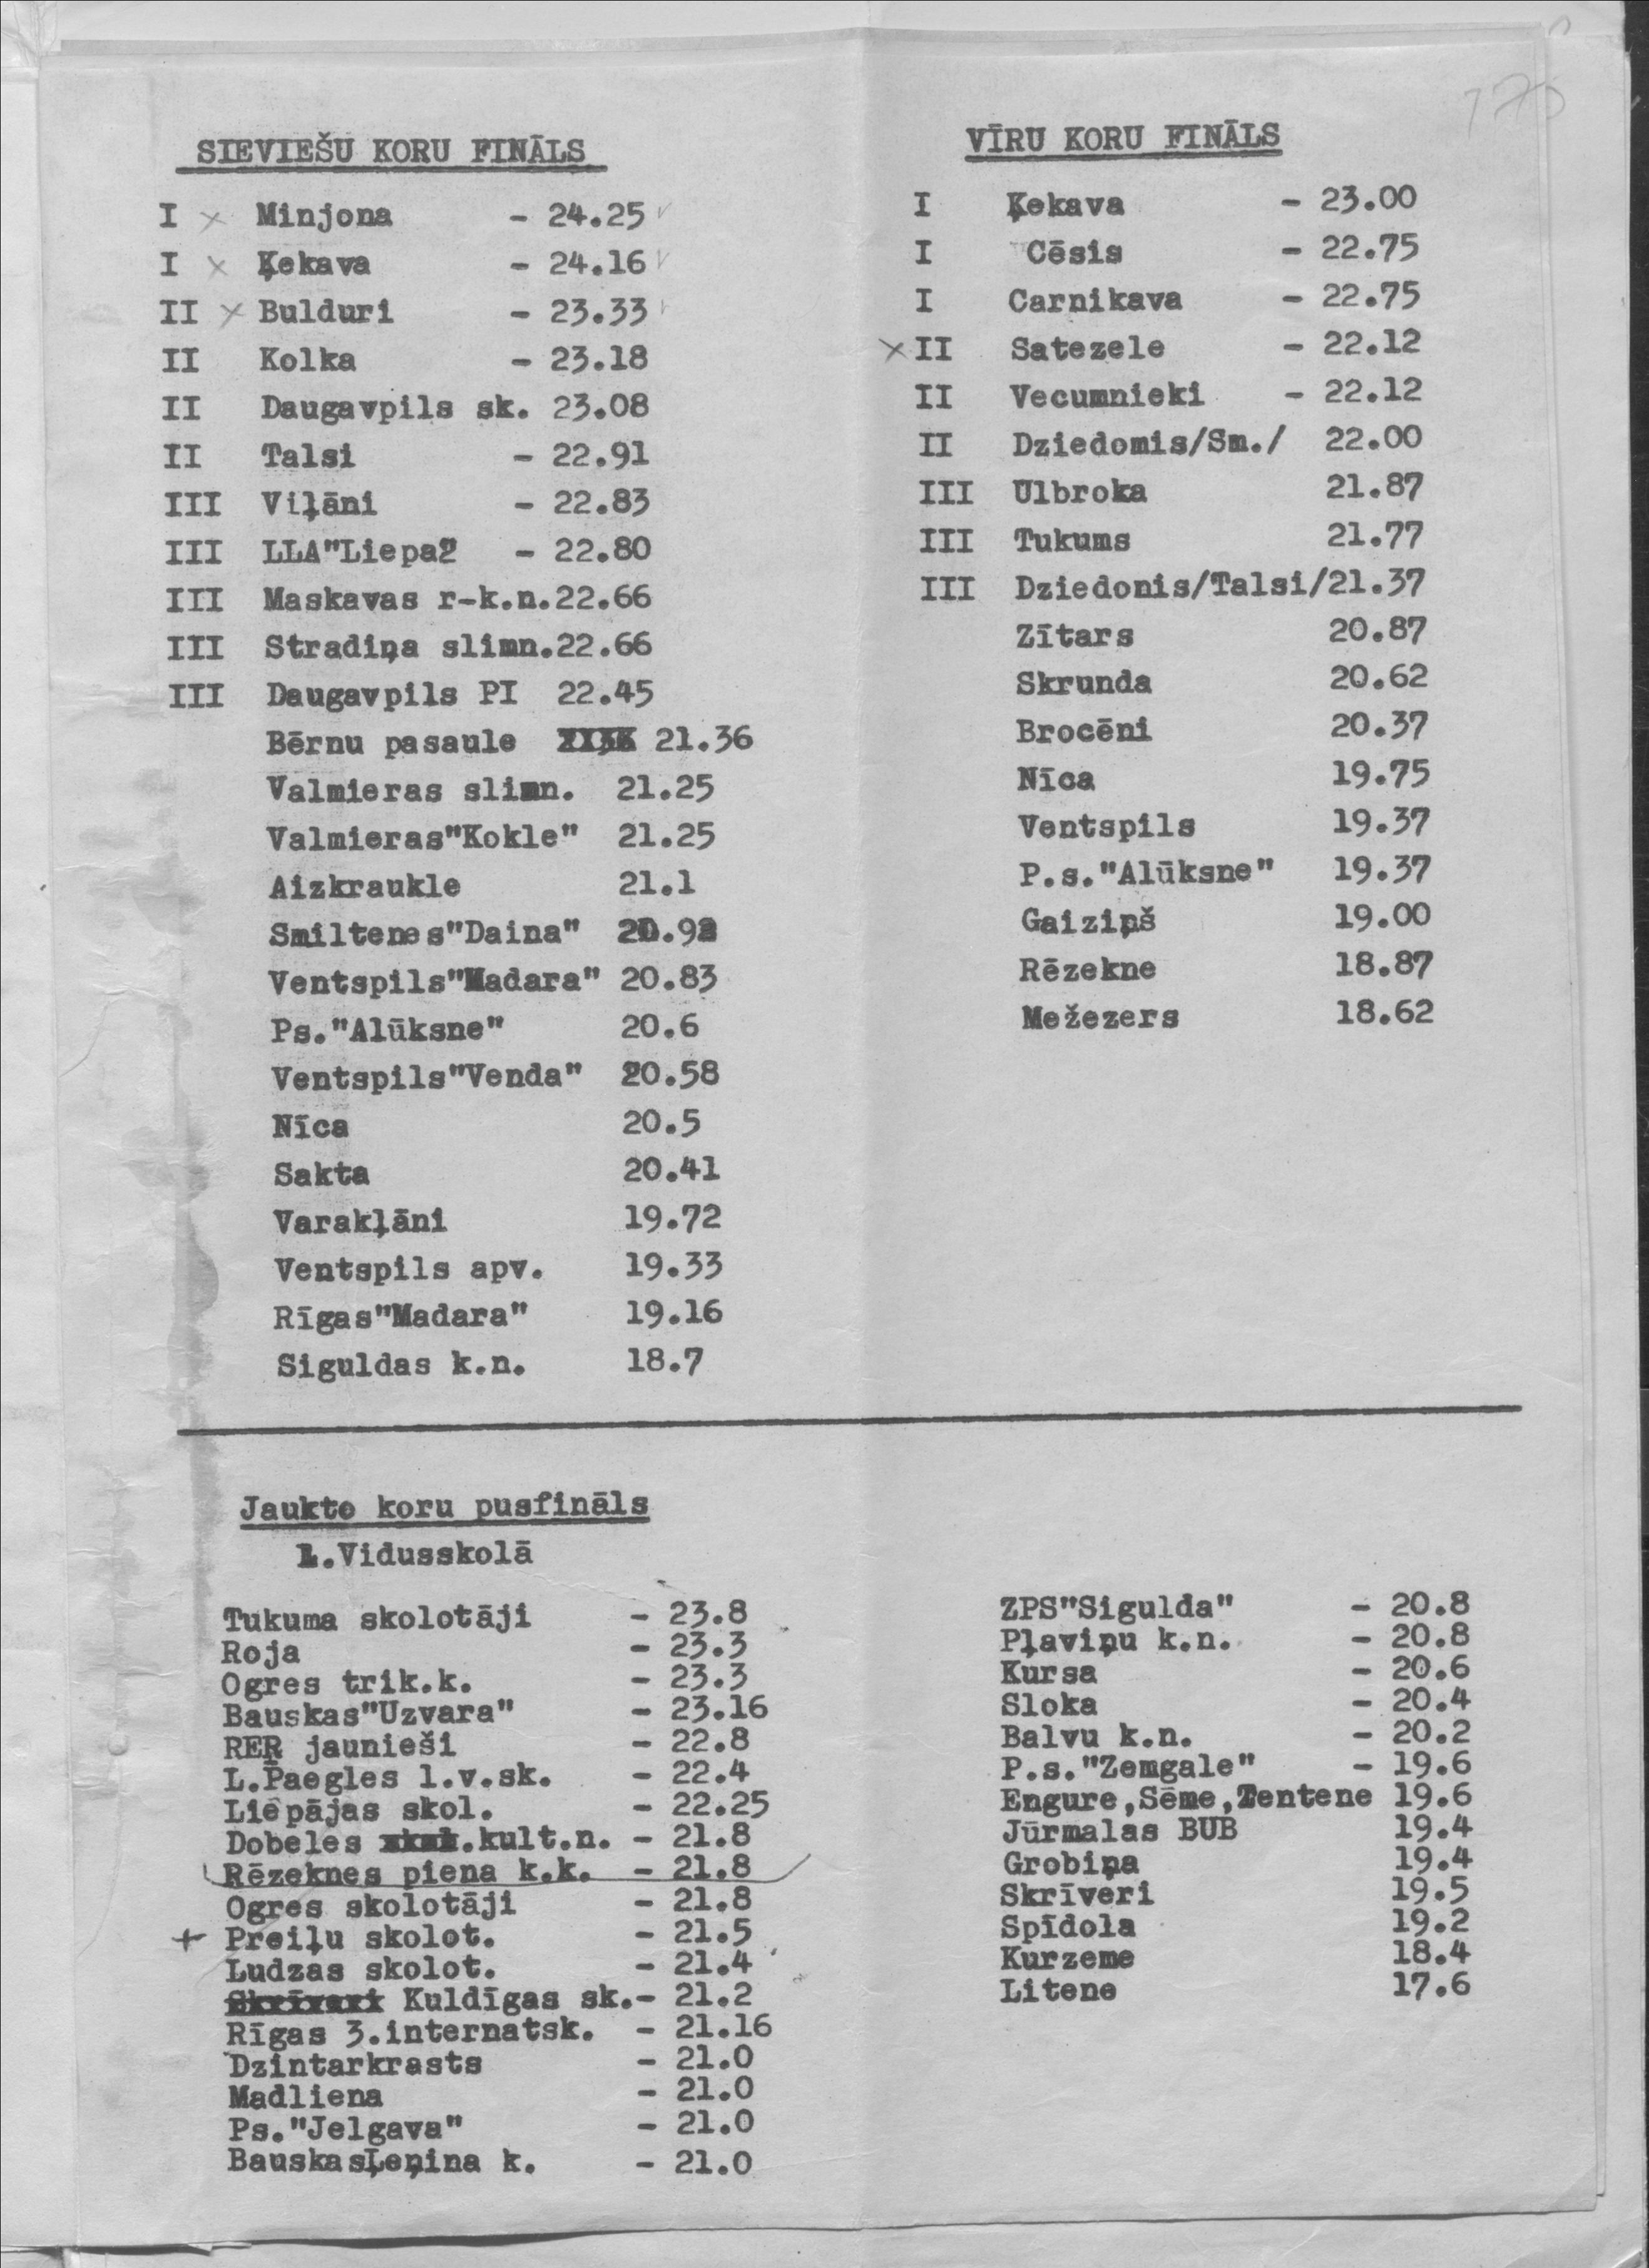 170
SIEVIEŠU KORU FINĀLS
I x Minjona - 24.25
I x Ķekava - 24.16
II x Bulduri - 23.33
II Kolka - 23.18
II Daugavpils sk. 23.08
II Talsi - 22.91
III Viļāni - 22.83
III LLA"Liepa2 - 22.80
III Maskavas r-k.n.22.66
III Stradiņa slimn.22.66
III Daugavpils PI 22.45
Bērnu pasaule 21.36
Valmieras slimn. 21.25
Valmieras"Kokle" 21.25
Aizkraukle 21.1
Smiltenes"Daina" 20.92
Ventspils"Madara" 20.83
Ps."Alūksne" 20.6
Ventspils"Venda" 20.58
Nīca 20.5
Sakta 20.41
Varakļāni 19.72
Ventspils apv. 19.33
Rīgas"Madara" 19.16
Siguldas k.n. 18.7
VĪRU KORU FINĀLS
I Ķekava - 23.00
I Cēsis - 22.75
I Carnikava - 22.75
x II Satezele - 22.12
II Vecumnieki - 22.12
II Dziedomis/Sm./ 22.00
III Ulbroka 21.87
III Tukums 21.77
III Dziedonis/Talsi/21.37
Zītars 20.87
Skrunda 20.62
Brocēni 20.37
Nīca 19.75
Ventspils 19.37
P.s."Alūksne" 19.37
Gaiziņš 19.00
Rēzekne 18.87
Mežezers 18.62
Jaukto koru pusfināls
1.Vidusskolā
Tukuma skolotāji - 23.8
Roja - 23.3
Ogres trik.k. - 23.3
Bauskas"Uzvara" - 23.16
RER jaunieši - 22.8
L.Paegles 1.v.sk. - 22.4
Liepājas skol. - 22.25
Dobeles .kult.n. - 21.8
Rēzeknes piena k.k. - 21.8
Ogres skolotāji - 21.8
+ Preiļu skolot. - 21.5
Ludzas skolot. - 21.4
Skrīveri Kuldīgas sk.- 21.2
Rīgas 3.internatsk. - 21.16
Dzintarkrasts - 21.0
Madliena - 21.0
Ps."Jelgava" - 21.0
BauskasĻeņina k. - 21.0
ZPS"Sigulda" - 20.8
Pļaviņu k.n. - 20.8
Kursa - 20.6
Sloka - 20.4
Balvu k.n. - 20.2
P.s."Zemgale" - 19.6
Engure,Sēme,Tentene 19.6
Jūrmalas BUB 19.4
Grobiņa 19.4
Skrīveri 19.5
Spīdola 19.2
Kurzeme 18.4
Litene 17.6